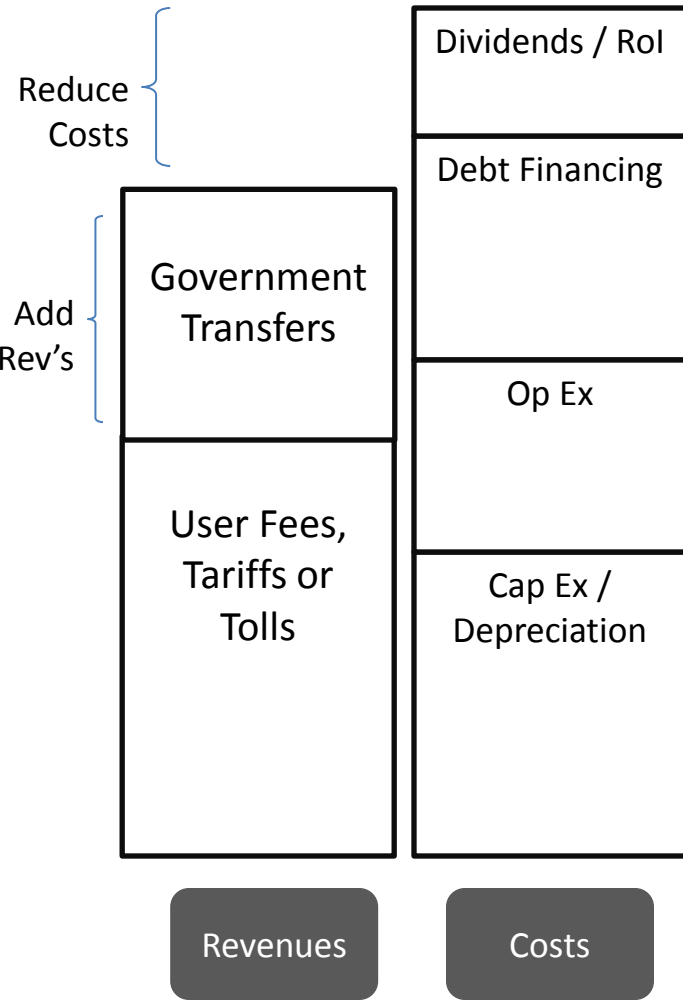 Reduce
Costs
Add
Rev's
Government
Transfers
User Fees,
Tariffs or
Tolls
Revenues
Dividends / RoI
Debt Financing
Op Ex
Cap Ex /
Depreciation
Costs